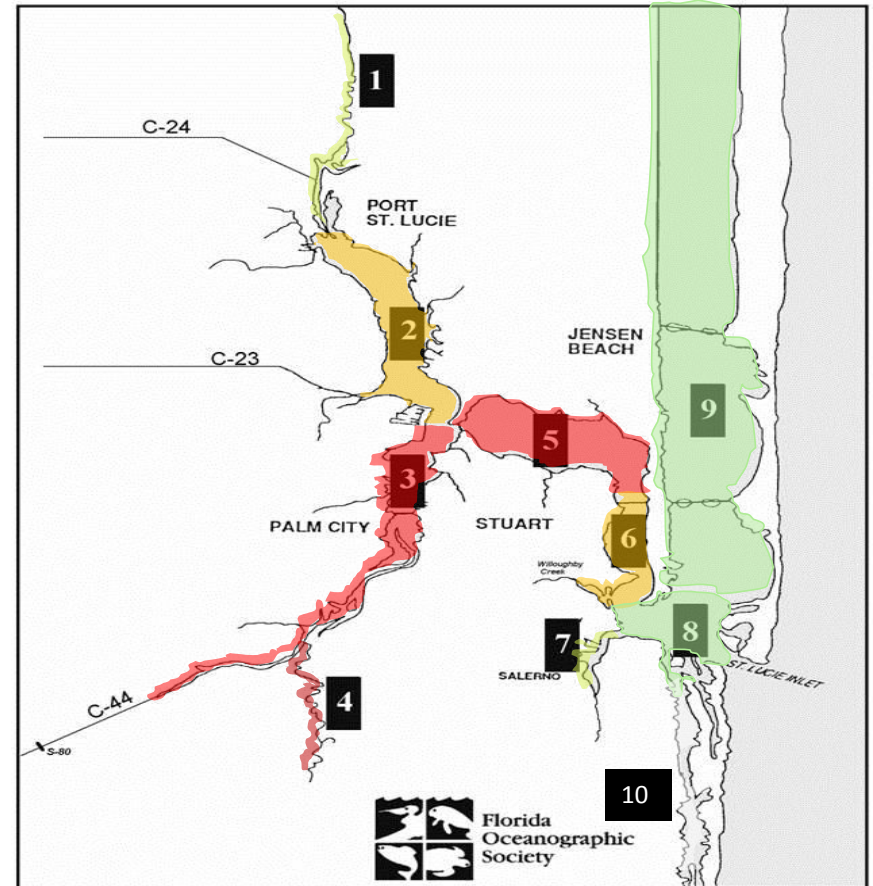 1
C-24
PORT
ST. LUCIE
2
JENSEN
BEACH
C-23
9
5
3
PALM CITY
STUART
6
Willoughby
Creek
8
7
ST LUCIE INLET
SALERNO
4
C-44
S-80
10
Florida
Oceanographic
Society